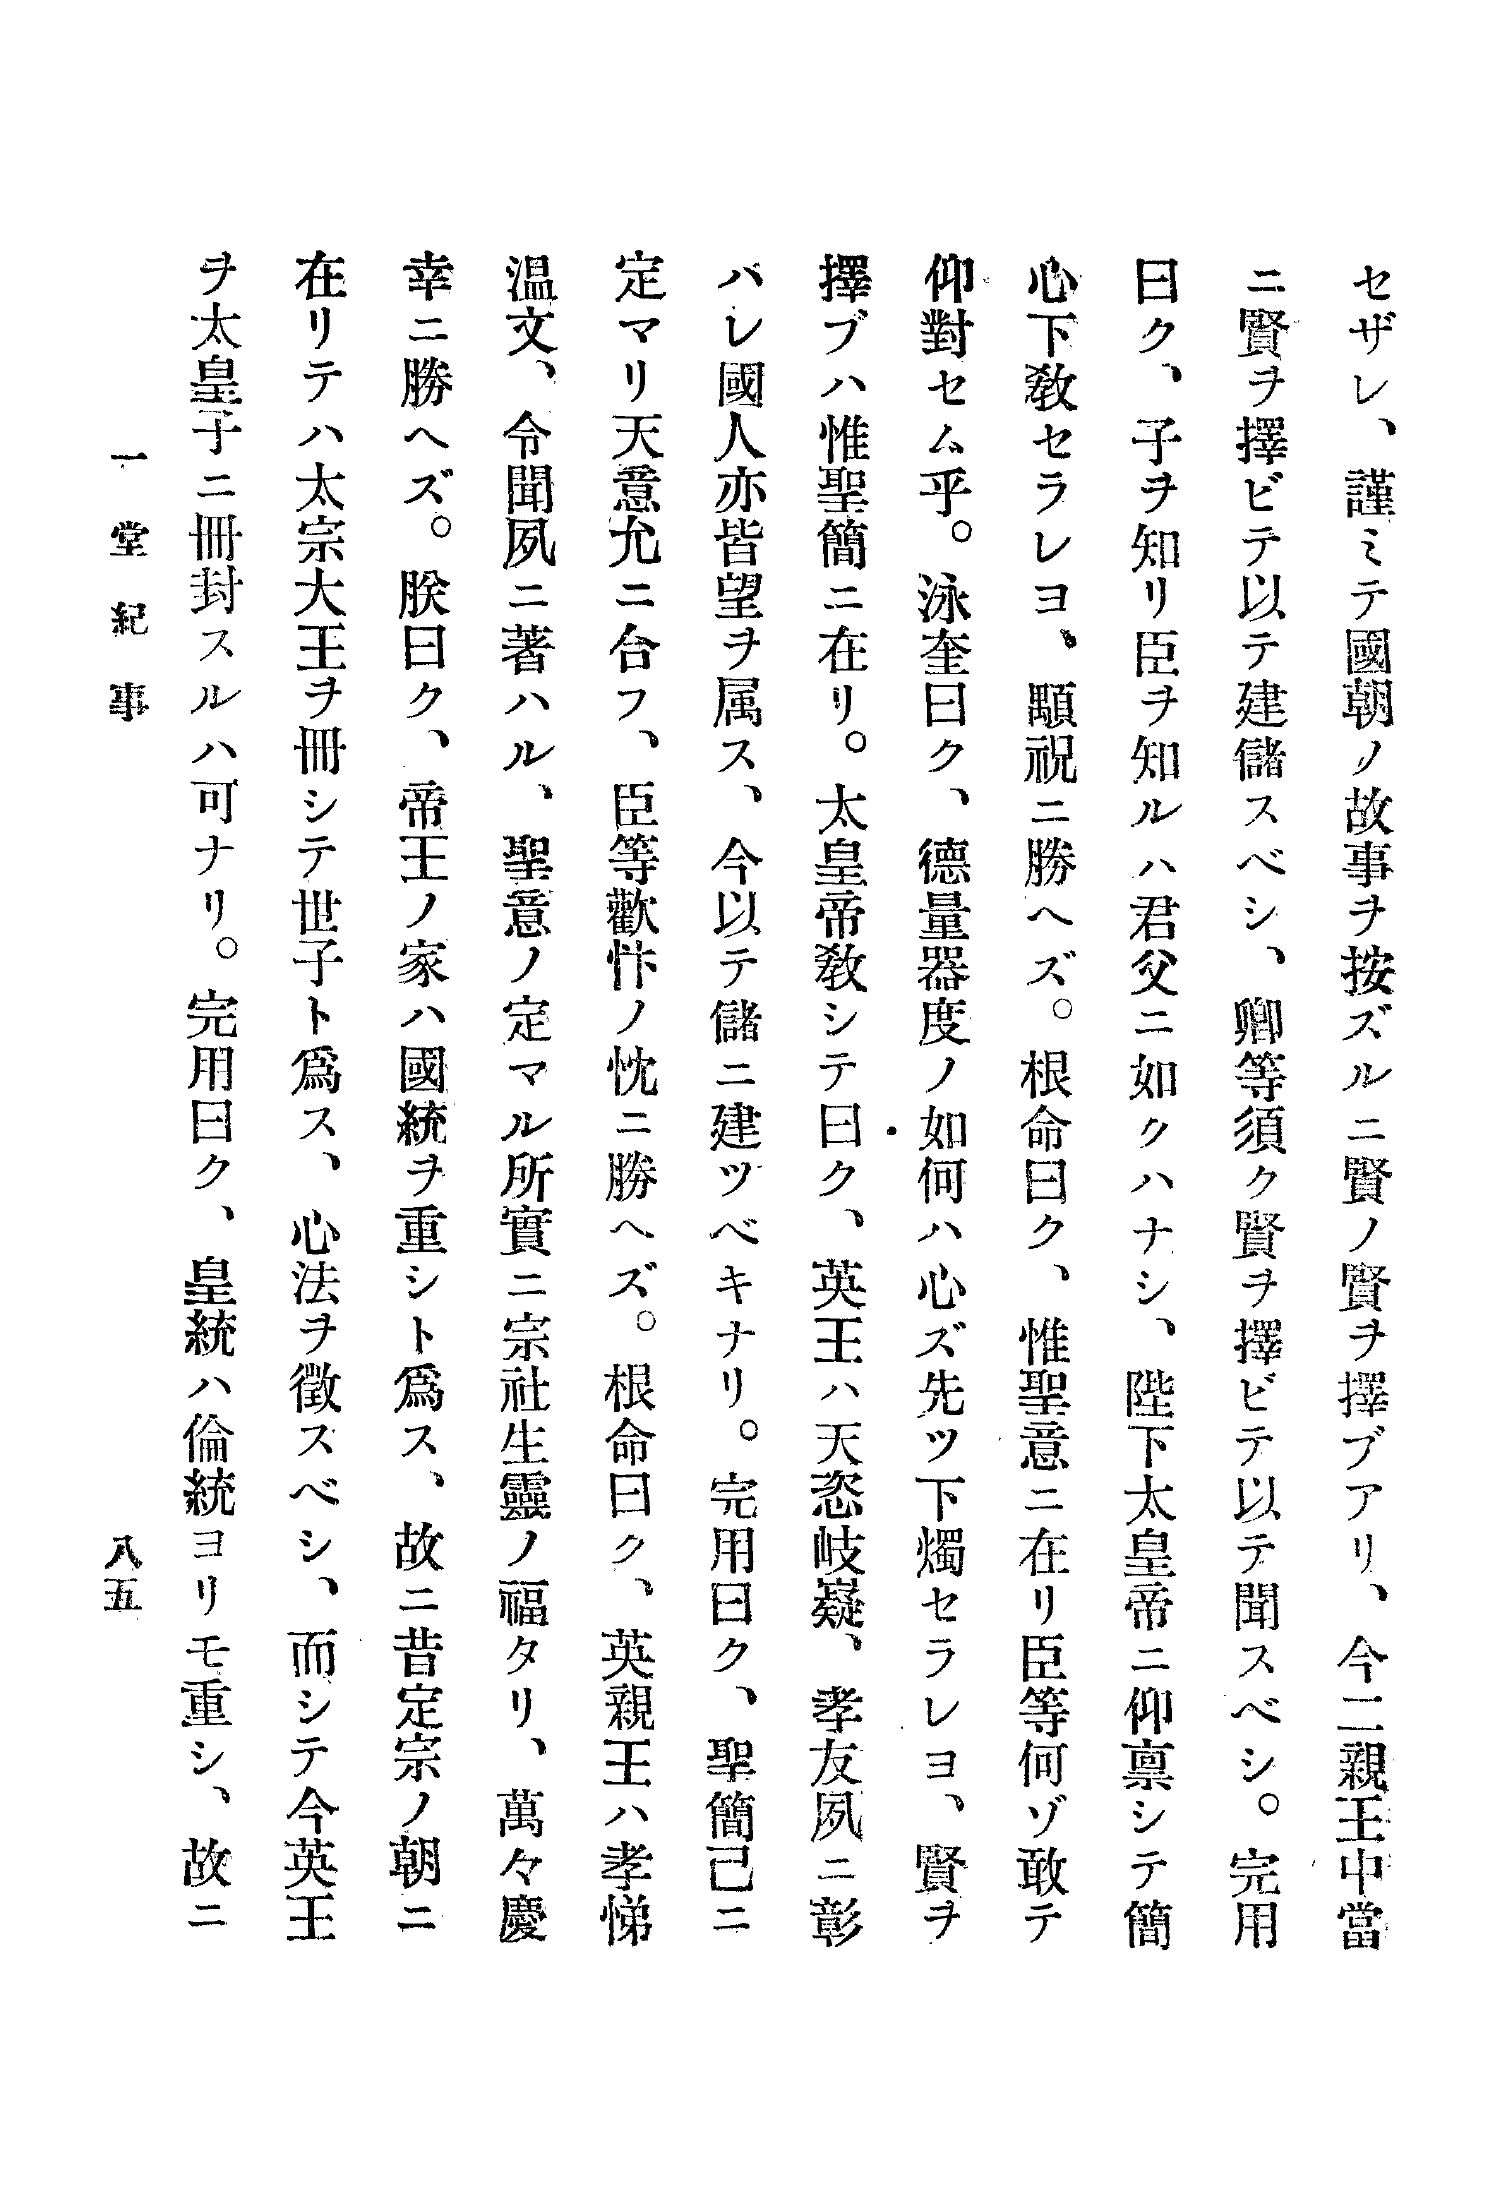 セザレ、謹ミテ國朝ノ故事ヲ按ズルニ賢ノ賢ヲ擇ブアリ、今二親王中當
ニ賢ヲ擇ビテ以テ建儲スベシ、卿等須ク賢ヲ擇ビテ以テ聞スベシ。完用
曰ク、子ヲ知リ臣ヲ知ルハ君父ニ如クハナシ、陛下太皇帝ニ仰禀シテ簡
心下敎セラレヨ、顒祝ニ勝ヘズ。根命曰ク、惟聖意ニ在リ臣等何ゾ敢テ
仰對セム乎。泳奎曰ク、德量器度ノ如何ハ心ズ先ツ下燭セラレヨ、賢ヲ
擇ブハ惟聖簡ニ在リ。太皇帝敎シテ曰ク、英王ハ天恣岐嶷、孝友夙ニ彰
バレ國人亦皆望ヲ属ス、今以テ儲ニ建ツベキナリ。完用曰ク、聖簡己ニ
定マリ天意允ニ合フ、臣等歡忭ノ忱ニ勝ヘズ。根命曰ク、英親王ハ孝悌
温文、令聞夙ニ著ハル、聖意ノ定マル所實ニ宗社生靈ノ福タリ、萬々慶
幸ニ勝ヘズ。朕曰ク、帝王ノ家ハ國統ヲ重シト爲ス、故ニ昔定宗ノ朝ニ
在リテハ太宗大王ヲ冊シテ世子ト爲ス、心法ヲ徵スベシ、而シテ今英王
ヲ太皇子ニ冊封スルハ可ナリ。完用曰ク、皇統ハ倫統ヨリモ重シ、故ニ
一堂紀事
八五